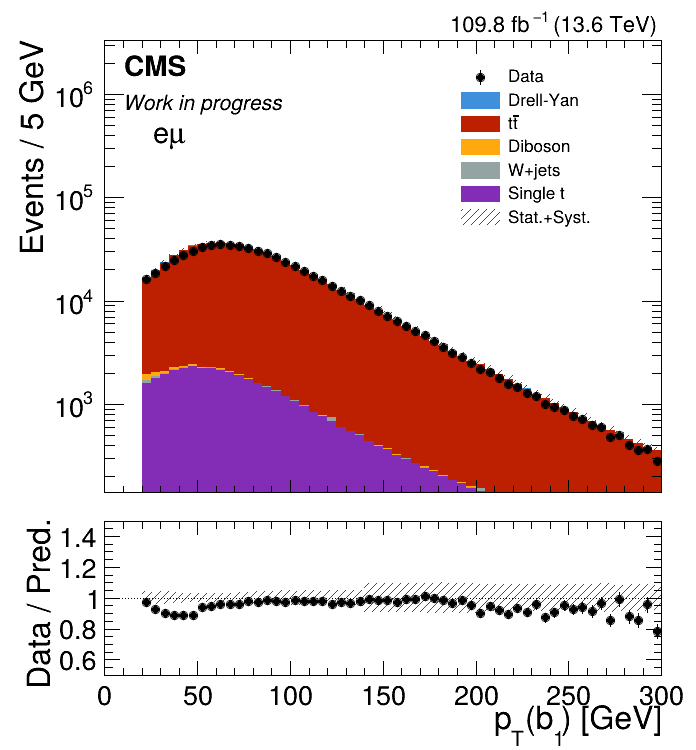 109.8 fb⁻¹ (13.6 TeV)
CMS
Work in progress
eμ
Data
Drell-Yan
tt̅
Diboson
W+jets
Single t
Stat.+Syst.
Events / 5 GeV
10⁶
10⁵
10⁴
10³
Data / Pred.
1.4
1.2
1
0.8
0.6
0 50 100 150 200 250 300
p_T(b_1) [GeV]